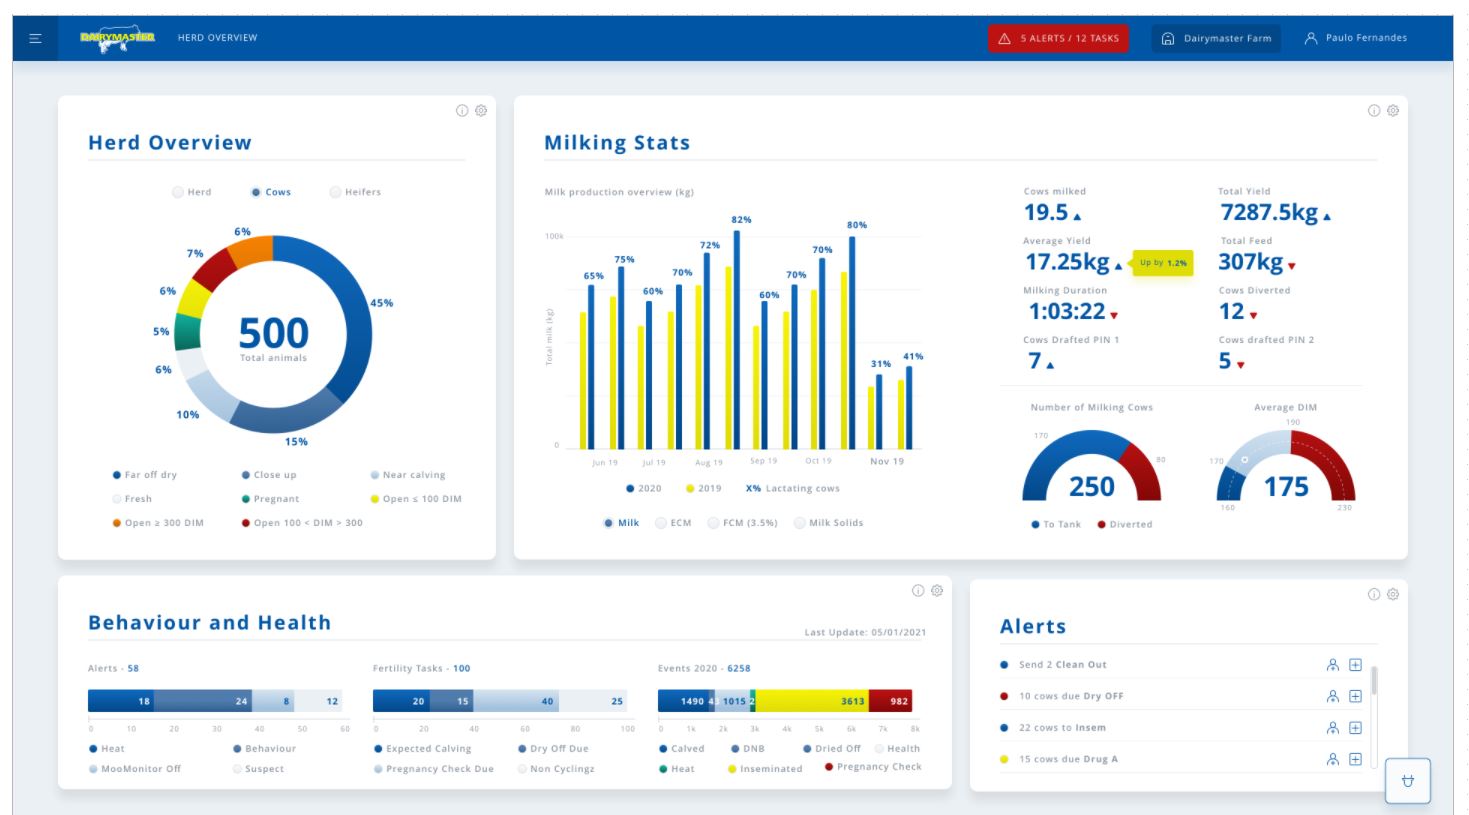 DAIRYMASTER
HERD OVERVIEW
5 ALERTS / 12 TASKS
Dairymaster Farm
Paulo Fernandes
Herd Overview
Herd
Cows
Heifers
6%
7%
6%
5%
6%
10%
15%
45%
500
Total animals
Far off dry
Close up
Near calving
Fresh
Pregnant
Open ≤ 100 DIM
Open ≥ 300 DIM
Open 100 < DIM > 300
Milking Stats
Milk production overview (kg)
Total milk (kg)
100k
0
65%
75%
60%
70%
72%
82%
60%
70%
70%
80%
31%
41%
Jun 19
Jul 19
Aug 19
Sep 19
Oct 19
Nov 19
2020
2019
X% Lactating cows
Milk
ECM
FCM (3.5%)
Milk Solids
Cows milked
19.5
Total Yield
7287.5kg
Average Yield
17.25kg
Up by 1.2%
Total Feed
307kg
Milking Duration
1:03:22
Cows Diverted
12
Cows Drafted PIN 1
7
Cows drafted PIN 2
5
Number of Milking Cows
170
80
250
To Tank
Diverted
Average DIM
190
170
175
160
230
Behaviour and Health
Last Update: 05/01/2021
Alerts - 58
18 24 8 12
0 10 20 30 40 50 60
Heat
Behaviour
MooMonitor Off
Suspect
Fertility Tasks - 100
20 15 40 25
0 20 40 60 80 100
Expected Calving
Dry Off Due
Pregnancy Check Due
Non Cyclingz
Events 2020 - 6258
1490 1015 3613 982
0 1k 2k 3k 4k 5k 6k 7k 8k
Calved
DNB
Dried Off
Health
Heat
Inseminated
Pregnancy Check
Alerts
Send 2 Clean Out
10 cows due Dry OFF
22 cows to Insem
15 cows due Drug A